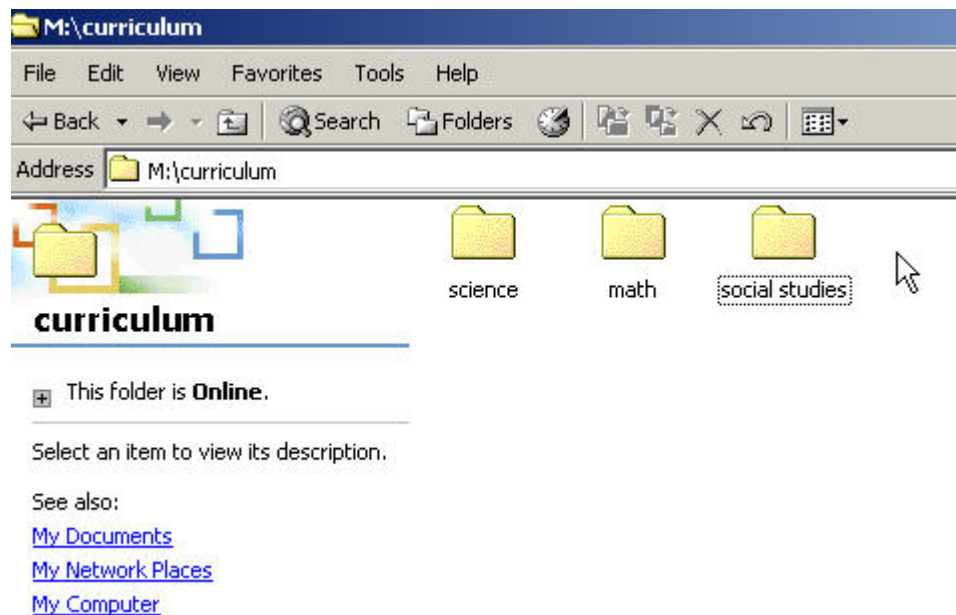 M:\curriculum
File Edit View Favorites Tools Help
Back Search Folders
Address M:\curriculum
science math social studies
curriculum
This folder is Online.
Select an item to view its description.
See also:
My Documents
My Network Places
My Computer